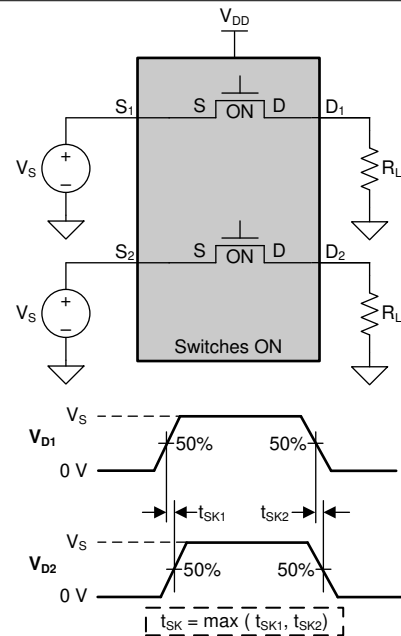 VDD
S1 S D D1
ON
VS + − RL
S2 S D D2
ON
VS + − RL
Switches ON
VS
VD1 50% 50%
0 V
tSK1 tSK2
VS
VD2 50% 50%
0 V
tSK = max ( tSK1, tSK2)